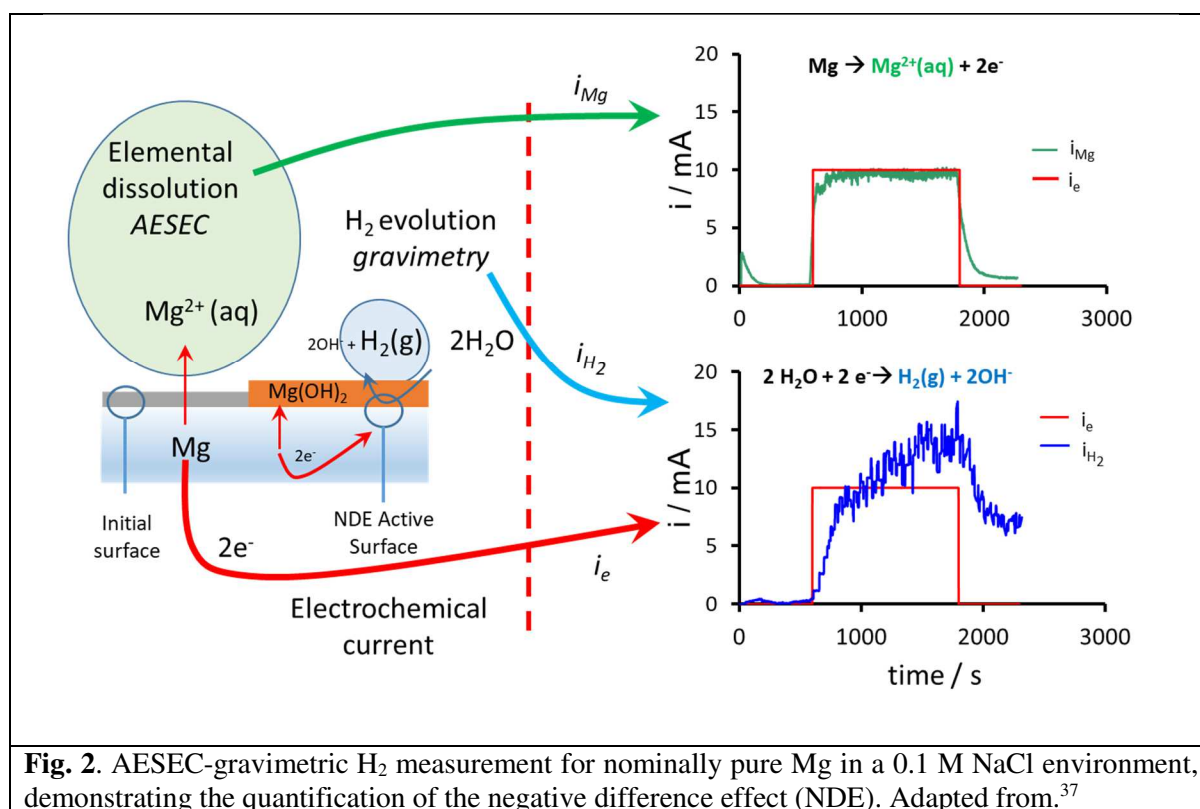 Elemental
dissolution
AESEC
Mg²⁺ (aq)
H₂ evolution
gravimetry
2OH⁻ + H₂(g)
2H₂O
Mg(OH)₂
Mg
2e⁻
Initial
surface
2e⁻
NDE Active
Surface
Electrochemical
current
i_Mg
i_H₂
i_e
Mg → Mg²⁺(aq) + 2e⁻
i / mA
20
15
10
5
0
i_Mg
i_e
0 1000 2000 3000
2 H₂O + 2 e⁻ → H₂(g) + 2OH⁻
i / mA
20
15
10
5
0
i_e
i_H₂
0 1000 2000 3000
time / s
Fig. 2. AESEC-gravimetric H₂ measurement for nominally pure Mg in a 0.1 M NaCl environment,
demonstrating the quantification of the negative difference effect (NDE). Adapted from.³⁷